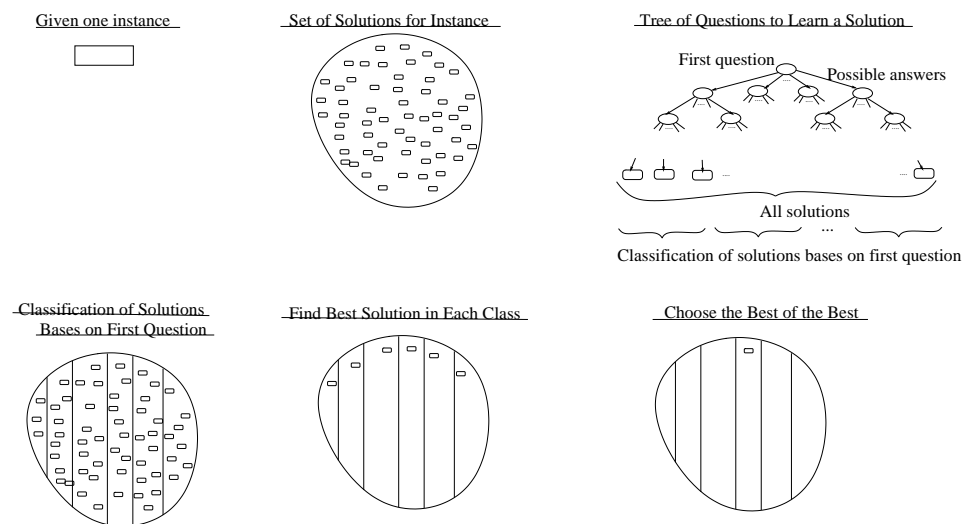 Given one instance
Set of Solutions for Instance
Tree of Questions to Learn a Solution
First question
Possible answers
....
....
....
....
....
....
....
....
....
....
All solutions
...
Classification of solutions bases on first question
Classification of Solutions
Bases on First Question
Find Best Solution in Each Class
Choose the Best of the Best